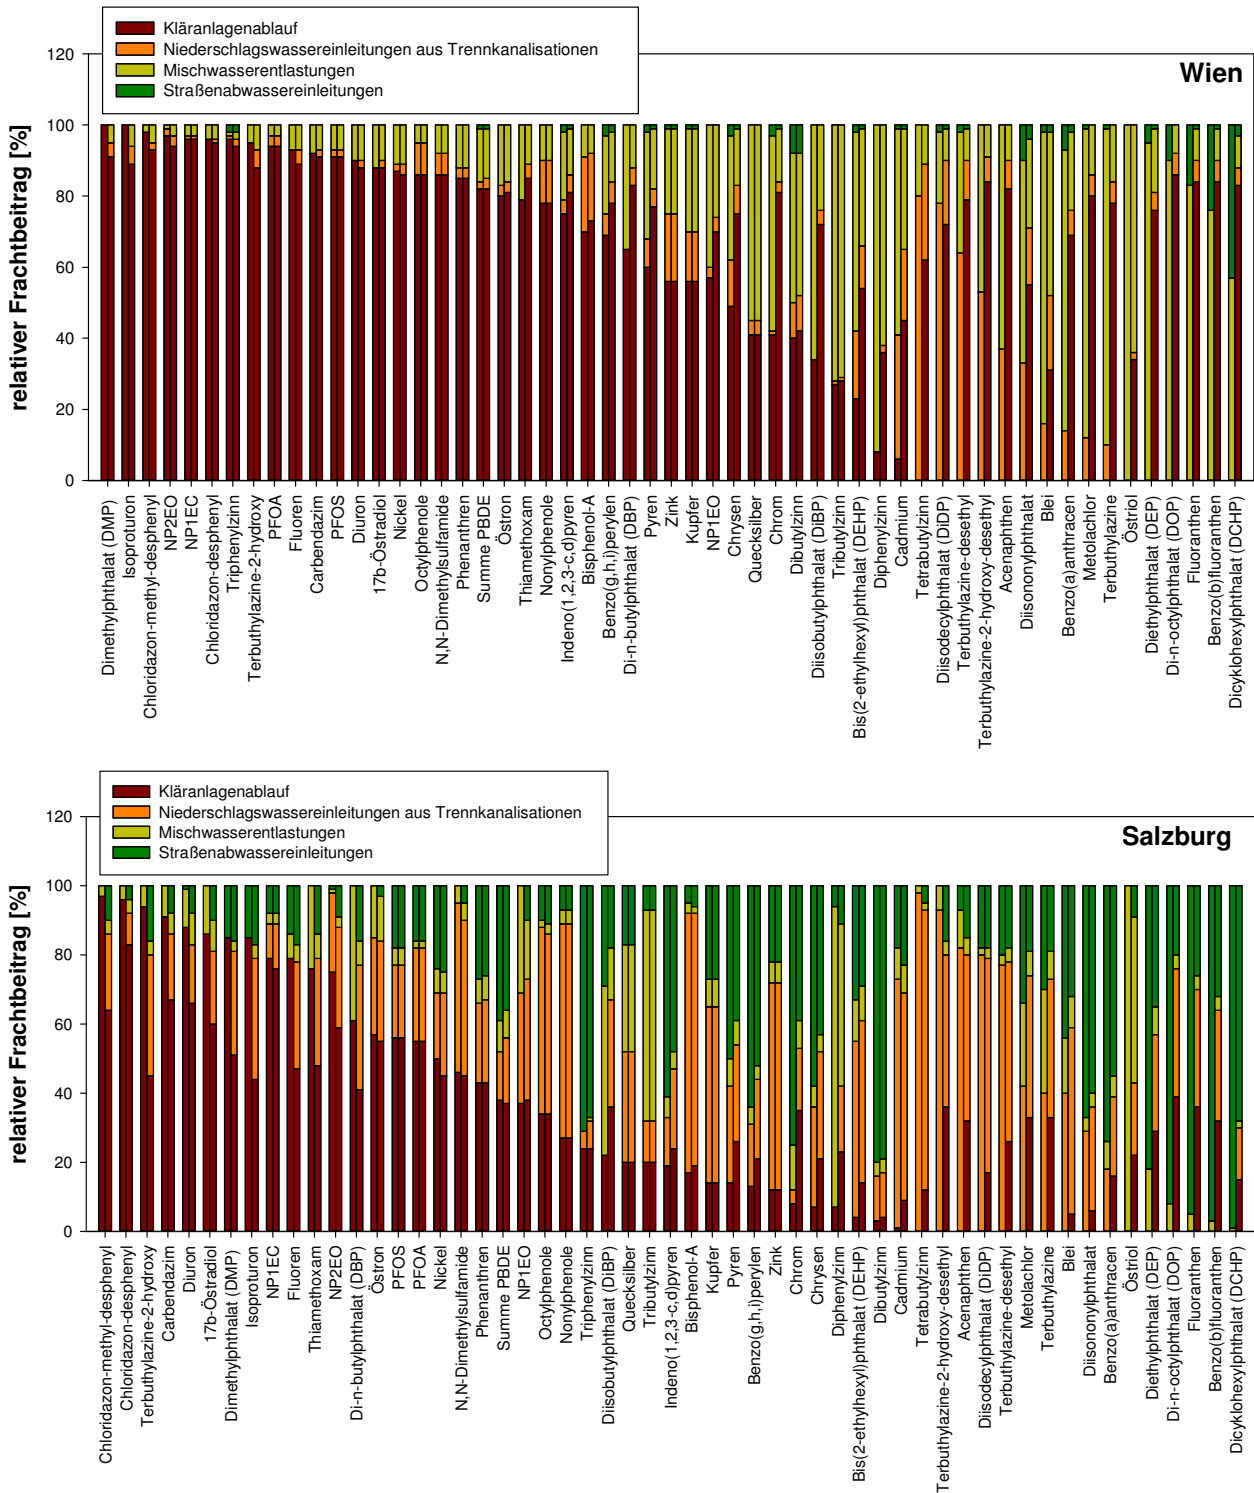 Kläranlagenablauf
Niederschlagswassereinleitungen aus Trennkanalisationen
Mischwasserentlastungen
Straßenabwassereinleitungen
Wien
relativer Frachtbeitrag [%]
120
100
80
60
40
20
0
Dimethylphthalat (DMP)
Isoproturon
Chloridazon-methyl-desphenyl
NP2EO
NP1EC
Chloridazon-desphenyl
Triphenylzinn
Terbuthylazine-2-hydroxy
PFOA
Fluoren
Carbendazim
PFOS
Diuron
17b-Östradiol
Nickel
Octylphenole
N,N-Dimethylsulfamide
Phenanthren
Summe PBDE
Östron
Thiamethoxam
Nonylphenole
Indeno(1,2,3-c,d)pyren
Bisphenol-A
Benzo(g,h,i)perylen
Di-n-butylphthalat (DBP)
Pyren
Zink
Kupfer
NP1EO
Chrysen
Quecksilber
Chrom
Dibutylzinn
Diisobutylphthalat (DiBP)
Tributylzinn
Bis(2-ethylhexyl)phthalat (DEHP)
Diphenylzinn
Cadmium
Tetrabutylzinn
Diisodecylphthalat (DiDP)
Terbuthylazine-desethyl
Terbuthylazine-2-hydroxy-desethyl
Acenaphthen
Diisononylphthalat
Blei
Benzo(a)anthracen
Metolachlor
Terbuthylazine
Östriol
Diethylphthalat (DEP)
Di-n-octylphthalat (DOP)
Fluoranthen
Benzo(b)fluoranthen
Dicyklohexylphthalat (DCHP)
Kläranlagenablauf
Niederschlagswassereinleitungen aus Trennkanalisationen
Mischwasserentlastungen
Straßenabwassereinleitungen
Salzburg
relativer Frachtbeitrag [%]
120
100
80
60
40
20
0
Chloridazon-methyl-desphenyl
Chloridazon-desphenyl
Terbuthylazine-2-hydroxy
Carbendazim
Diuron
17b-Östradiol
Dimethylphthalat (DMP)
Isoproturon
NP1EC
Fluoren
Thiamethoxam
NP2EO
Di-n-butylphthalat (DBP)
Östron
PFOS
PFOA
Nickel
N,N-Dimethylsulfamide
Phenanthren
Summe PBDE
NP1EO
Octylphenole
Nonylphenole
Triphenylzinn
Diisobutylphthalat (DiBP)
Quecksilber
Tributylzinn
Indeno(1,2,3-c,d)pyren
Bisphenol-A
Kupfer
Pyren
Benzo(g,h,i)perylen
Zink
Chrom
Chrysen
Diphenylzinn
Bis(2-ethylhexyl)phthalat (DEHP)
Dibutylzinn
Cadmium
Tetrabutylzinn
Terbuthylazine-2-hydroxy-desethyl
Acenaphthen
Diisodecylphthalat (DiDP)
Terbuthylazine-desethyl
Metolachlor
Terbuthylazine
Blei
Diisononylphthalat
Benzo(a)anthracen
Östriol
Diethylphthalat (DEP)
Di-n-octylphthalat (DOP)
Fluoranthen
Benzo(b)fluoranthen
Dicyklohexylphthalat (DCHP)